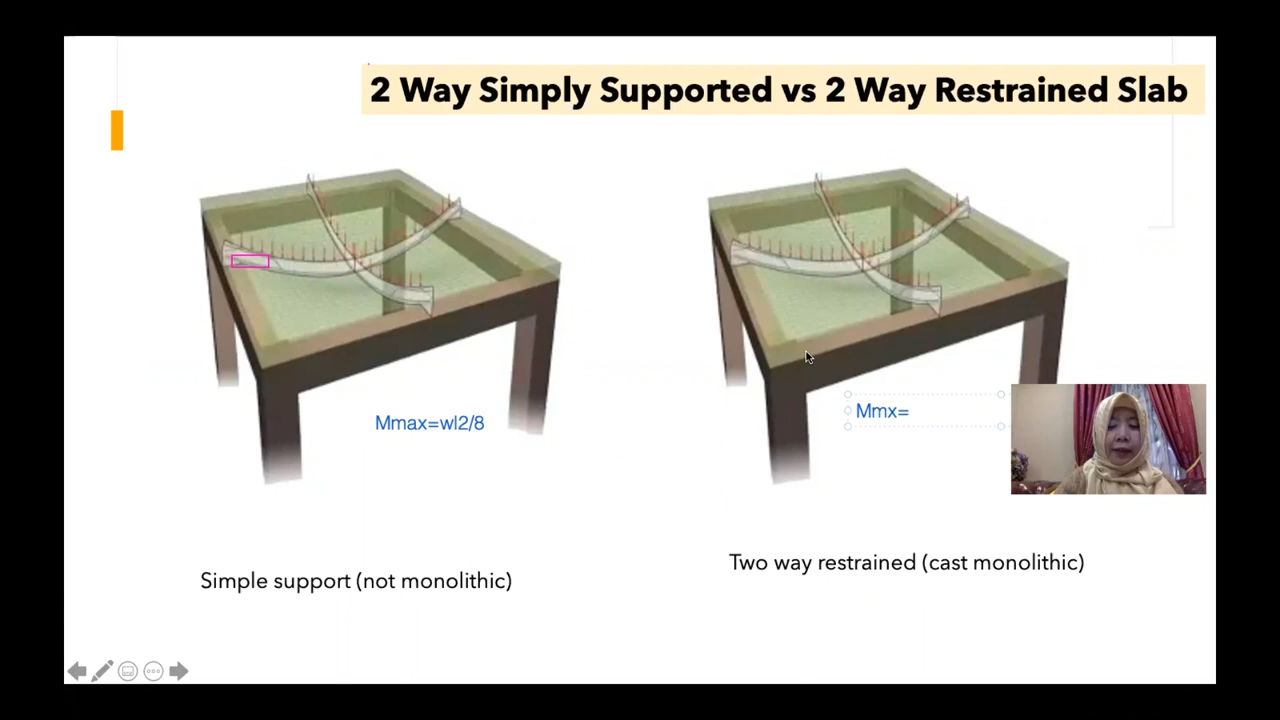 2 Way Simply Supported vs 2 Way Restrained Slab
Mmax=wl2/8
Mmx=
Simple support (not monolithic)
Two way restrained (cast monolithic)